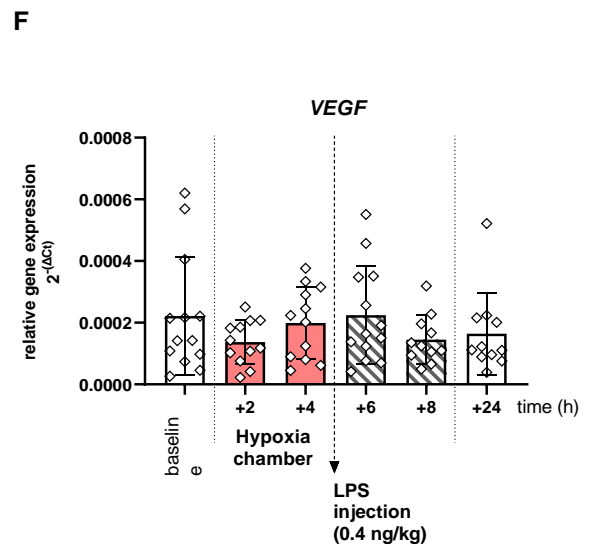 F
VEGF
relative gene expression
2-(ΔCt)
0.0008
0.0006
0.0004
0.0002
0.0000
baselin
e
+2
+4
+6
+8
+24
time (h)
Hypoxia
chamber
LPS
injection
(0.4 ng/kg)